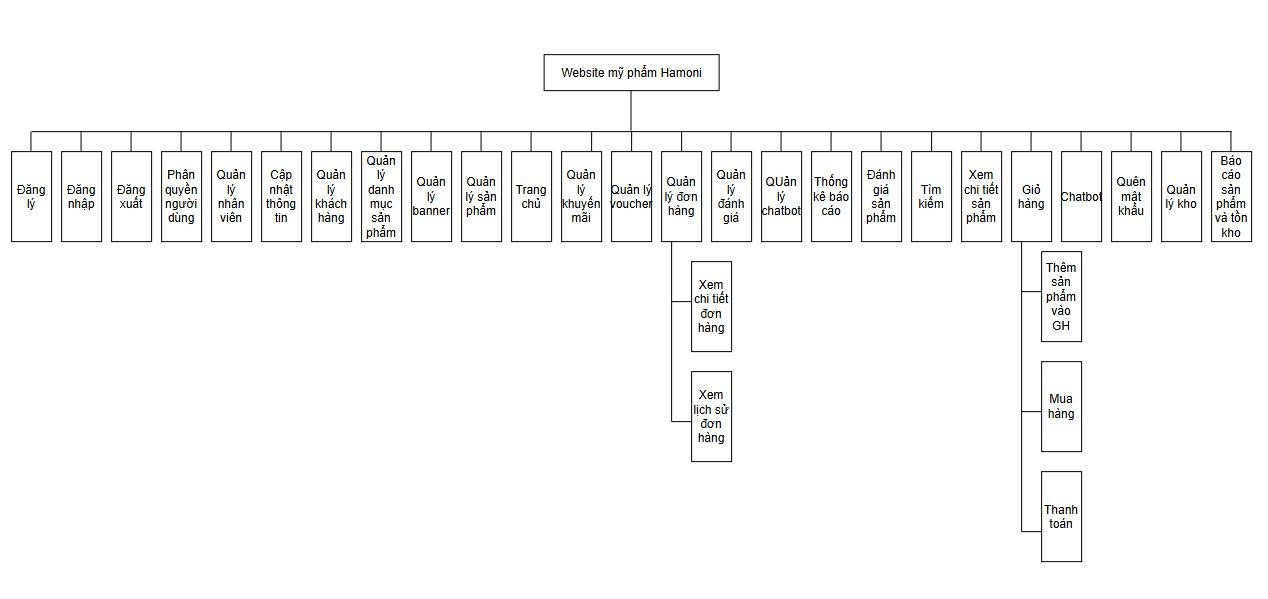 Website mỹ phẩm Hamoni
Đăng
lý
Đăng
nhập
Đăng
xuất
Phân
quyền
người
dùng
Quản
lý
nhân
viên
Cập
nhật
thông
tin
Quản
lý
khách
hàng
Quản
lý
danh
mục
sản
phẩm
Quản
lý
banner
Quản
lý sản
phẩm
Trang
chủ
Quản
lý
khuyến
mãi
Quản lý
voucher
Quản
lý đơn
hàng
Quản
lý
đánh
giá
QUản
lý
chatbot
Thống
kê báo
cáo
Đánh
giá
sản
phẩm
Tìm
kiếm
Xem
chi tiết
sản
phẩm
Giỏ
hàng
Chatbot
Quên
mật
khẩu
Quản
lý kho
Báo
cáo
sản
phẩm
và tồn
kho
Xem
chi tiết
đơn
hàng
Xem
lịch sử
đơn
hàng
Thêm
sản
phẩm
vào
GH
Mua
hàng
Thanh
toán